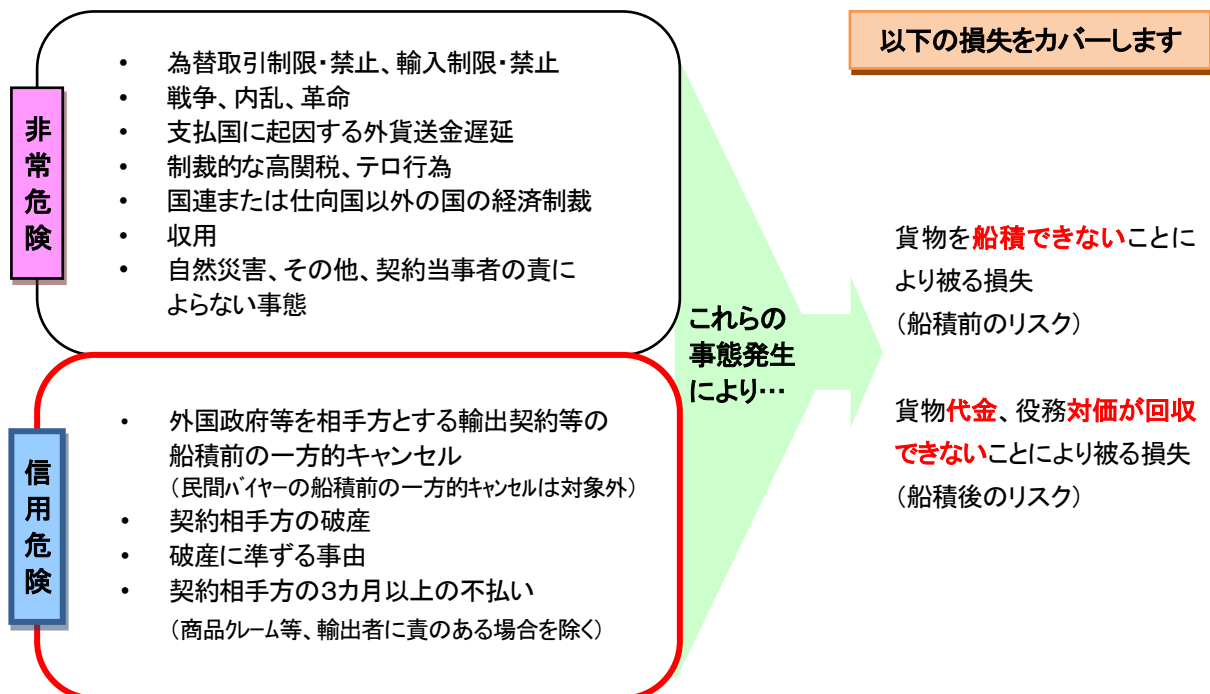 非常危険
• 為替取引制限・禁止、輸入制限・禁止
• 戦争、内乱、革命
• 支払国に起因する外貨送金遅延
• 制裁的な高関税、テロ行為
• 国連または仕向国以外の国の経済制裁
• 収用
• 自然災害、その他、契約当事者の責に
よらない事態
信用危険
• 外国政府等を相手方とする輸出契約等の
船積前の一方的キャンセル
（民間ﾊﾞｲﾔｰの船積前の一方的ｷｬﾝｾﾙは対象外）
• 契約相手方の破産
• 破産に準ずる事由
• 契約相手方の３カ月以上の不払い
（商品ｸﾚｰﾑ等、輸出者に責のある場合を除く）
これらの
事態発生
により…
以下の損失をカバーします
貨物を船積できないことに
より被る損失
（船積前のリスク）
貨物代金、役務対価が回収
できないことにより被る損失
（船積後のリスク）